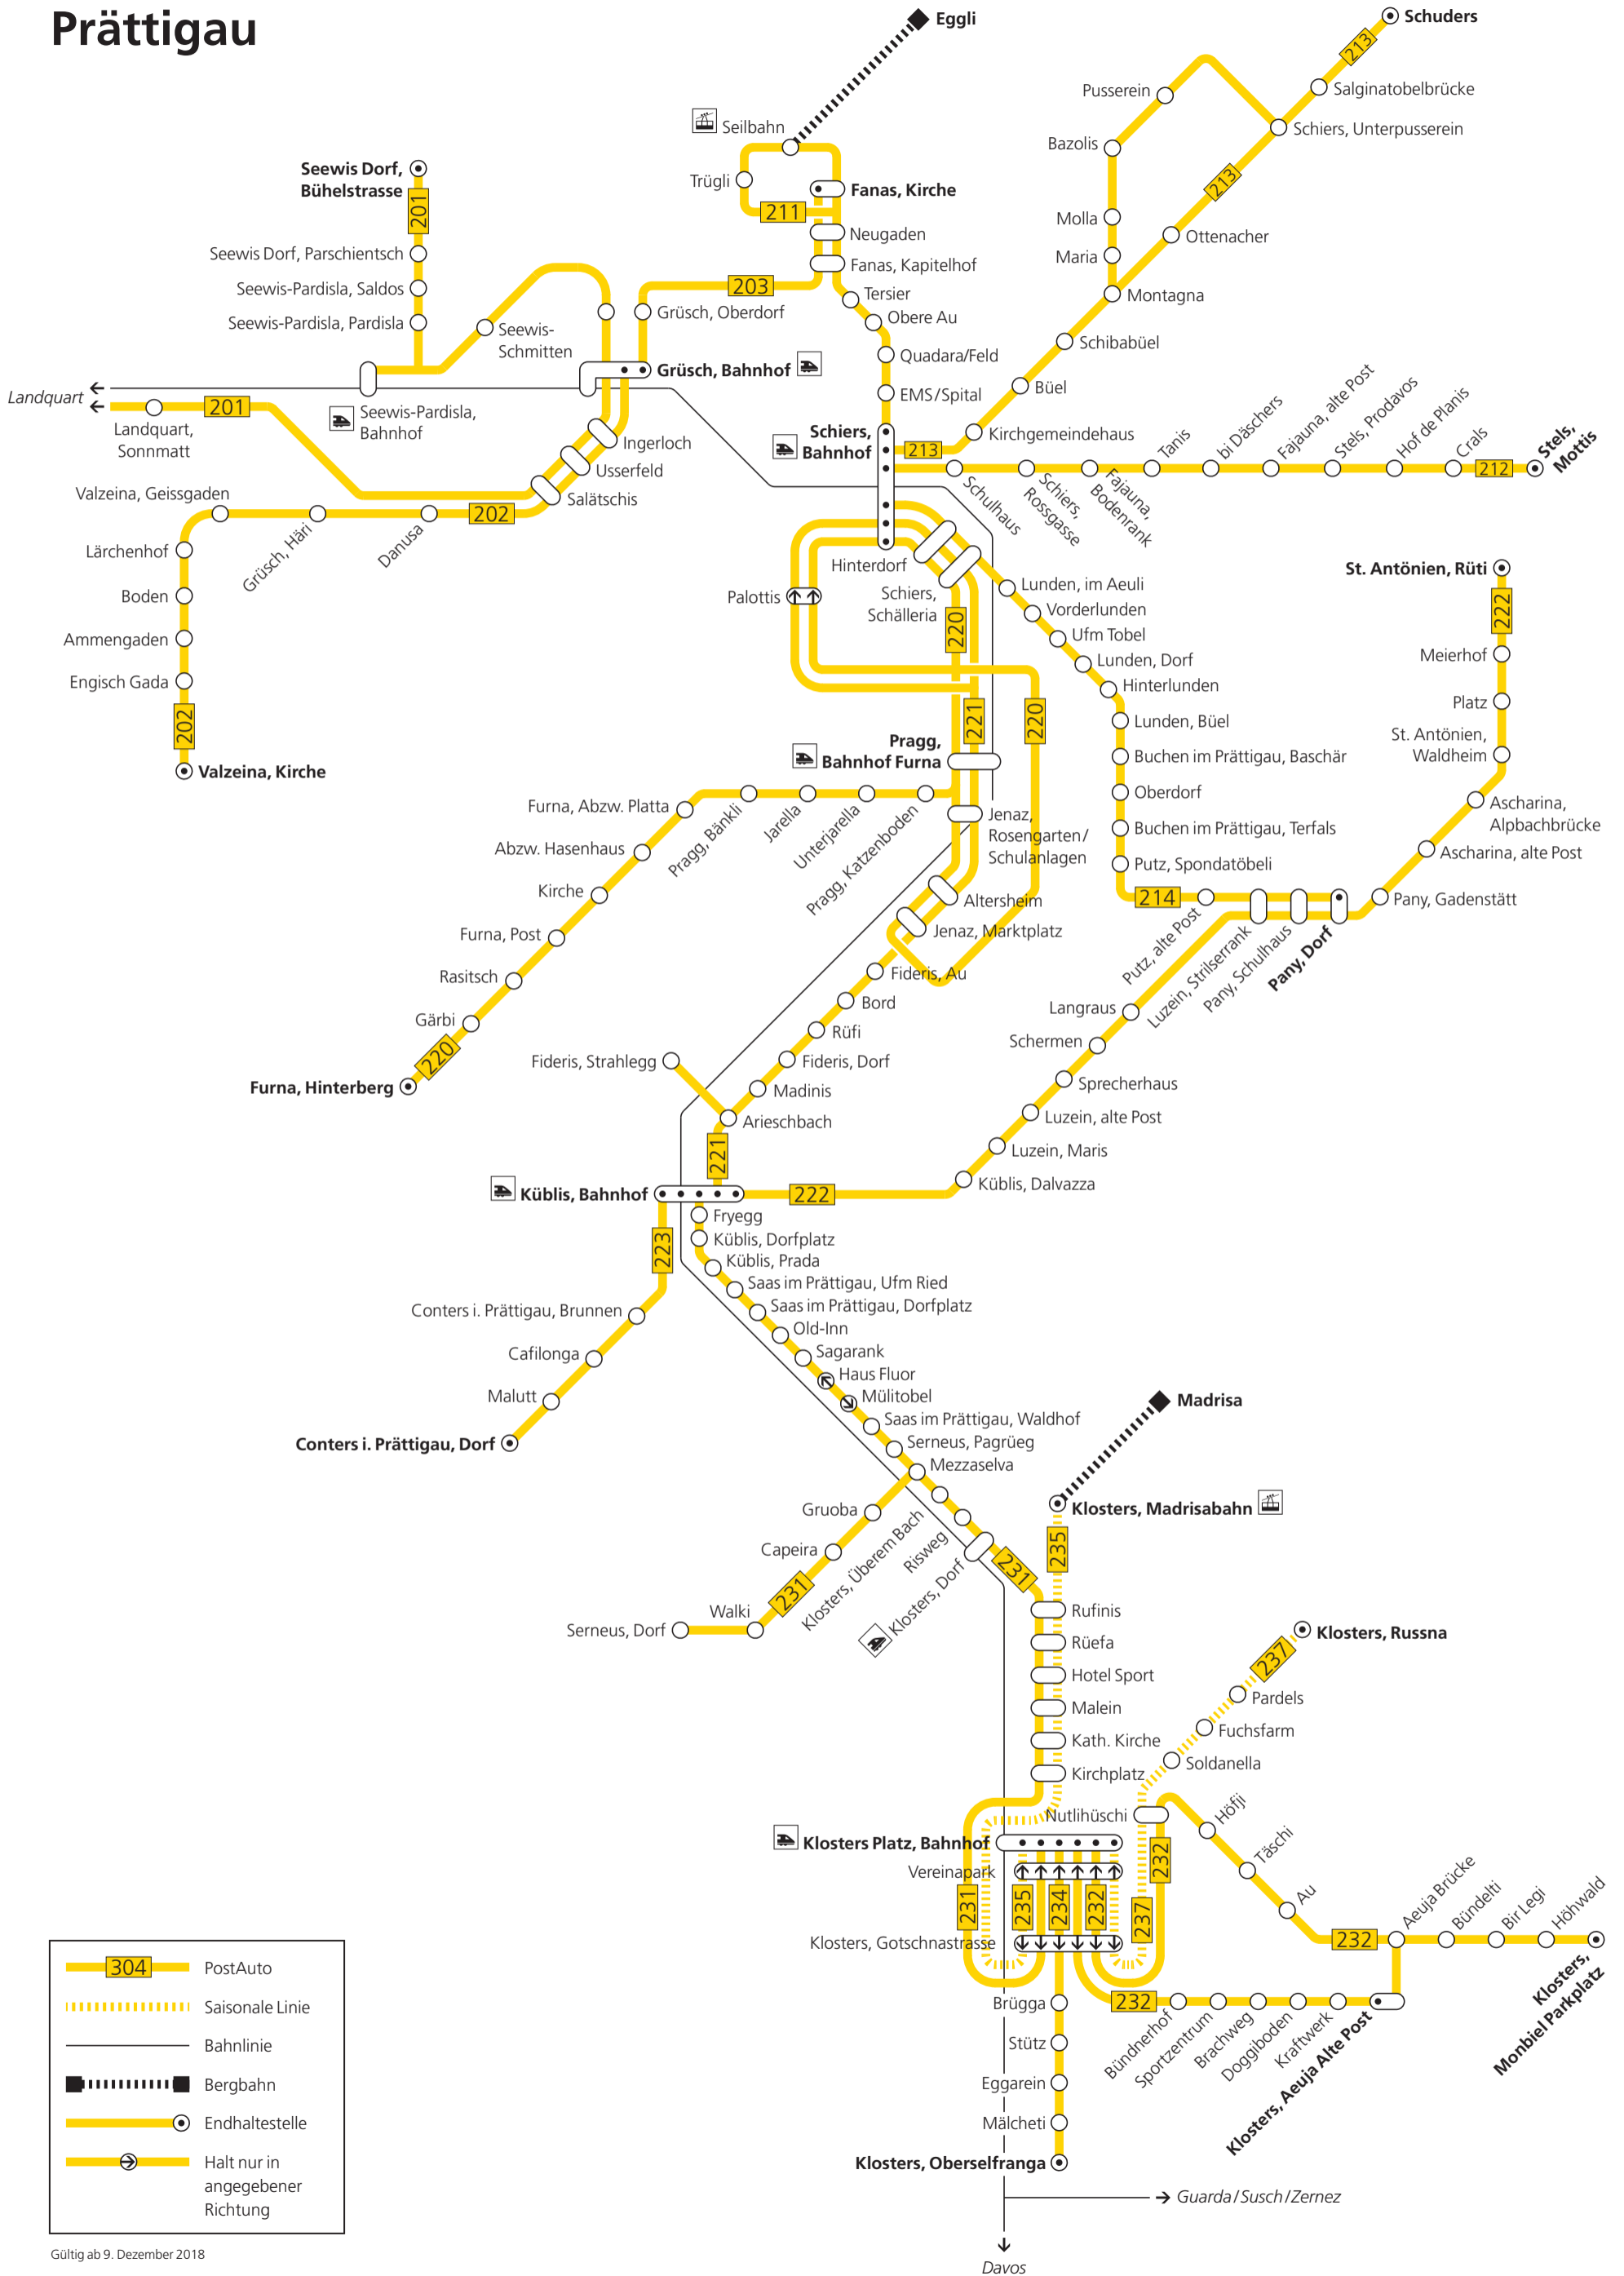 Prättigau
Eggli
Schuders
213
Salginatobelbrücke
Pusserein
Schiers, Unterpusserein
Bazolis
Seilbahn
Trügli
211
Fanas, Kirche
Neugaden
Fanas, Kapitelhof
213
Molla
Ottenacher
Maria
Montagna
Schibabüel
Büel
Kirchgemeindehaus
213
Seewis Dorf,
Bühelstrasse
201
Seewis Dorf, Parschientsch
Seewis-Pardisla, Saldos
Seewis-Pardisla, Pardisla
Seewis-
Schmitten
203
Grüsch, Oberdorf
Tersier
Obere Au
Quadara/Feld
EMS/Spital
Grüsch, Bahnhof
Landquart
201
Landquart,
Sonnmatt
Seewis-Pardisla,
Bahnhof
Schiers,
Bahnhof
Ingerloch
Usserfeld
Salätschis
Valzeina, Geissgaden
202
Grüsch, Häri
Danusa
Lärchenhof
Boden
Ammengaden
Engisch Gada
202
Valzeina, Kirche
Schulhaus
Schiers,
Rossgasse
Fajauna,
Bodenrank
Tanis
bi Däschers
Fajauna, alte Post
Stels, Prodavos
Hof de Planis
Crals
212
Stels,
Mottis
Hinterdorf
Schiers,
Schälleria
Palottis
220
221
220
Lunden, im Aeuli
Vorderlunden
Ufm Tobel
Lunden, Dorf
Hinterlunden
Lunden, Büel
Buchen im Prättigau, Baschär
Oberdorf
Buchen im Prättigau, Terfals
Putz, Spondatöbeli
214
Putz, alte Post
Luzein, Strilserrank
Pany, Schulhaus
Pany, Dorf
St. Antönien, Rüti
222
Meierhof
Platz
St. Antönien,
Waldheim
Ascharina,
Alpbachbrücke
Ascharina, alte Post
Pany, Gadenstätt
Pragg,
Bahnhof Furna
Furna, Abzw. Platta
Pragg, Bänkli
Jarella
Unterjarella
Pragg, Katzenboden
Abzw. Hasenhaus
Kirche
Furna, Post
Rasitsch
Gärbi
220
Furna, Hinterberg
Jenaz,
Rosengarten/
Schulanlagen
Altersheim
Jenaz, Marktplatz
Fideris, Au
Bord
Rüfi
Fideris, Dorf
Madinis
Fideris, Strahlegg
Arieschbach
221
Langraus
Schermen
Sprecherhaus
Luzein, alte Post
Luzein, Maris
Küblis, Dalvazza
222
Küblis, Bahnhof
223
Conters i. Prättigau, Brunnen
Cafilonga
Malutt
Conters i. Prättigau, Dorf
Fryegg
Küblis, Dorfplatz
Küblis, Prada
Saas im Prättigau, Ufm Ried
Saas im Prättigau, Dorfplatz
Old-Inn
Sagarank
Haus Fluor
Mülitobel
Saas im Prättigau, Waldhof
Serneus, Pagrüeg
Mezzaselva
Gruoba
Capeira
231
Walki
Serneus, Dorf
Klosters, Überem Bach
Risweg
Klosters, Dorf
231
Madrisa
Klosters, Madrisabahn
235
Rufinis
Rüefa
Hotel Sport
Malein
Kath. Kirche
Kirchplatz
Klosters, Russna
237
Pardels
Fuchsfarm
Soldanella
Nutlihüschi
Klosters Platz, Bahnhof
Vereinapark
231
235
234
232
237
232
Klosters, Gotschnastrasse
Höfji
Täschi
Au
232
Aeuja Brücke
Bündelti
Bir Legi
Höhwald
Klosters,
Monbiel Parkplatz
232
Bündnerhof
Sportzentrum
Brachweg
Doggiboden
Kraftwerk
Klosters, Aeuja Alte Post
Brügga
Stütz
Eggarein
Mälcheti
Klosters, Oberselfranga
Guarda/Susch/Zernez
Davos
304
PostAuto
Saisonale Linie
Bahnlinie
Bergbahn
Endhaltestelle
Halt nur in
angegebener
Richtung
Gültig ab 9. Dezember 2018